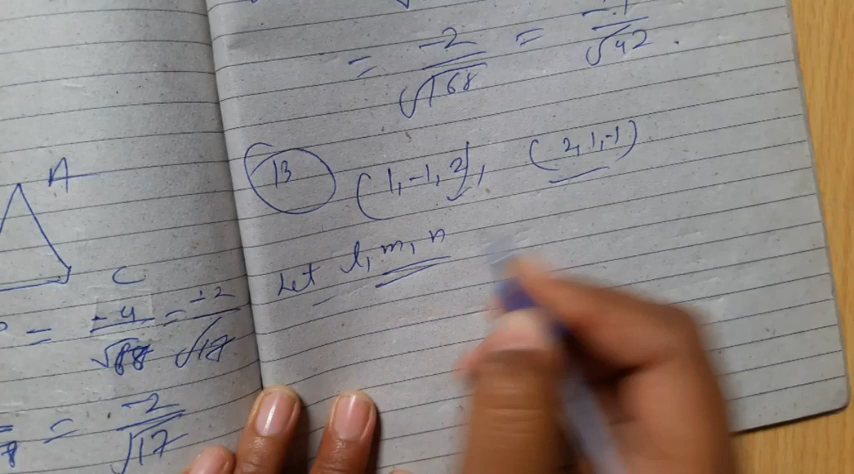 A
C
= -4/√68 = -2/√17
= -2/√17
= -2/√168 = -1/√42 .
13 (1, -1, 2), (2, 1, -1)
Let l, m, n